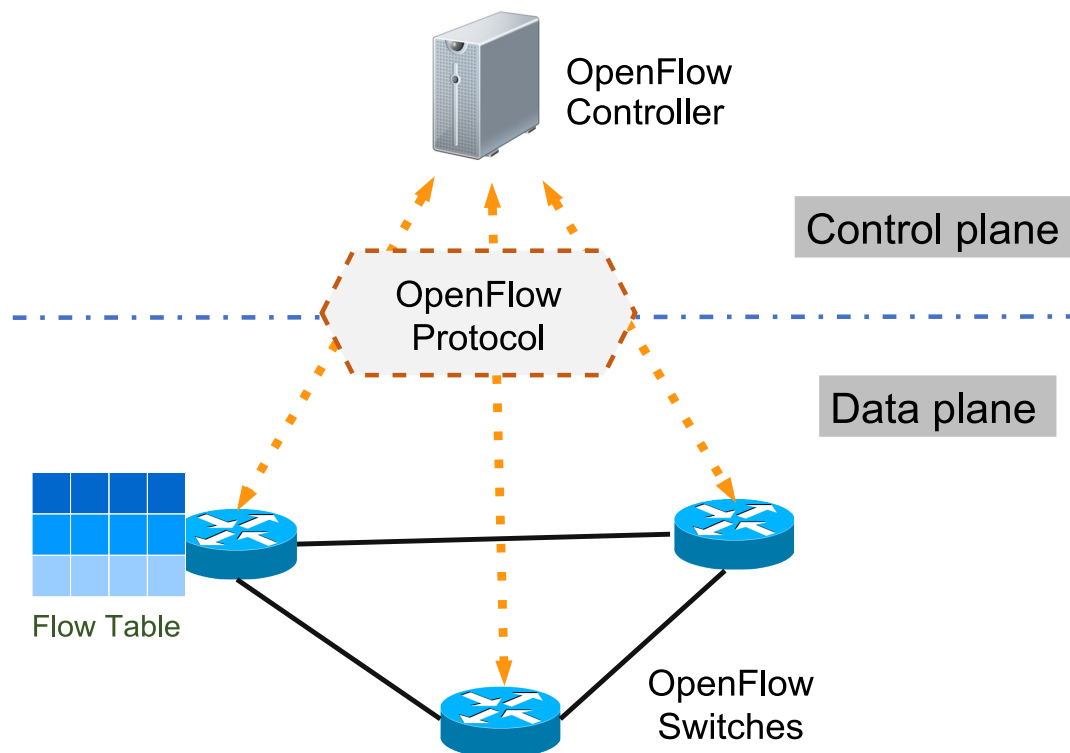 OpenFlow
Controller
Control plane
OpenFlow
Protocol
Data plane
Flow Table
OpenFlow
Switches